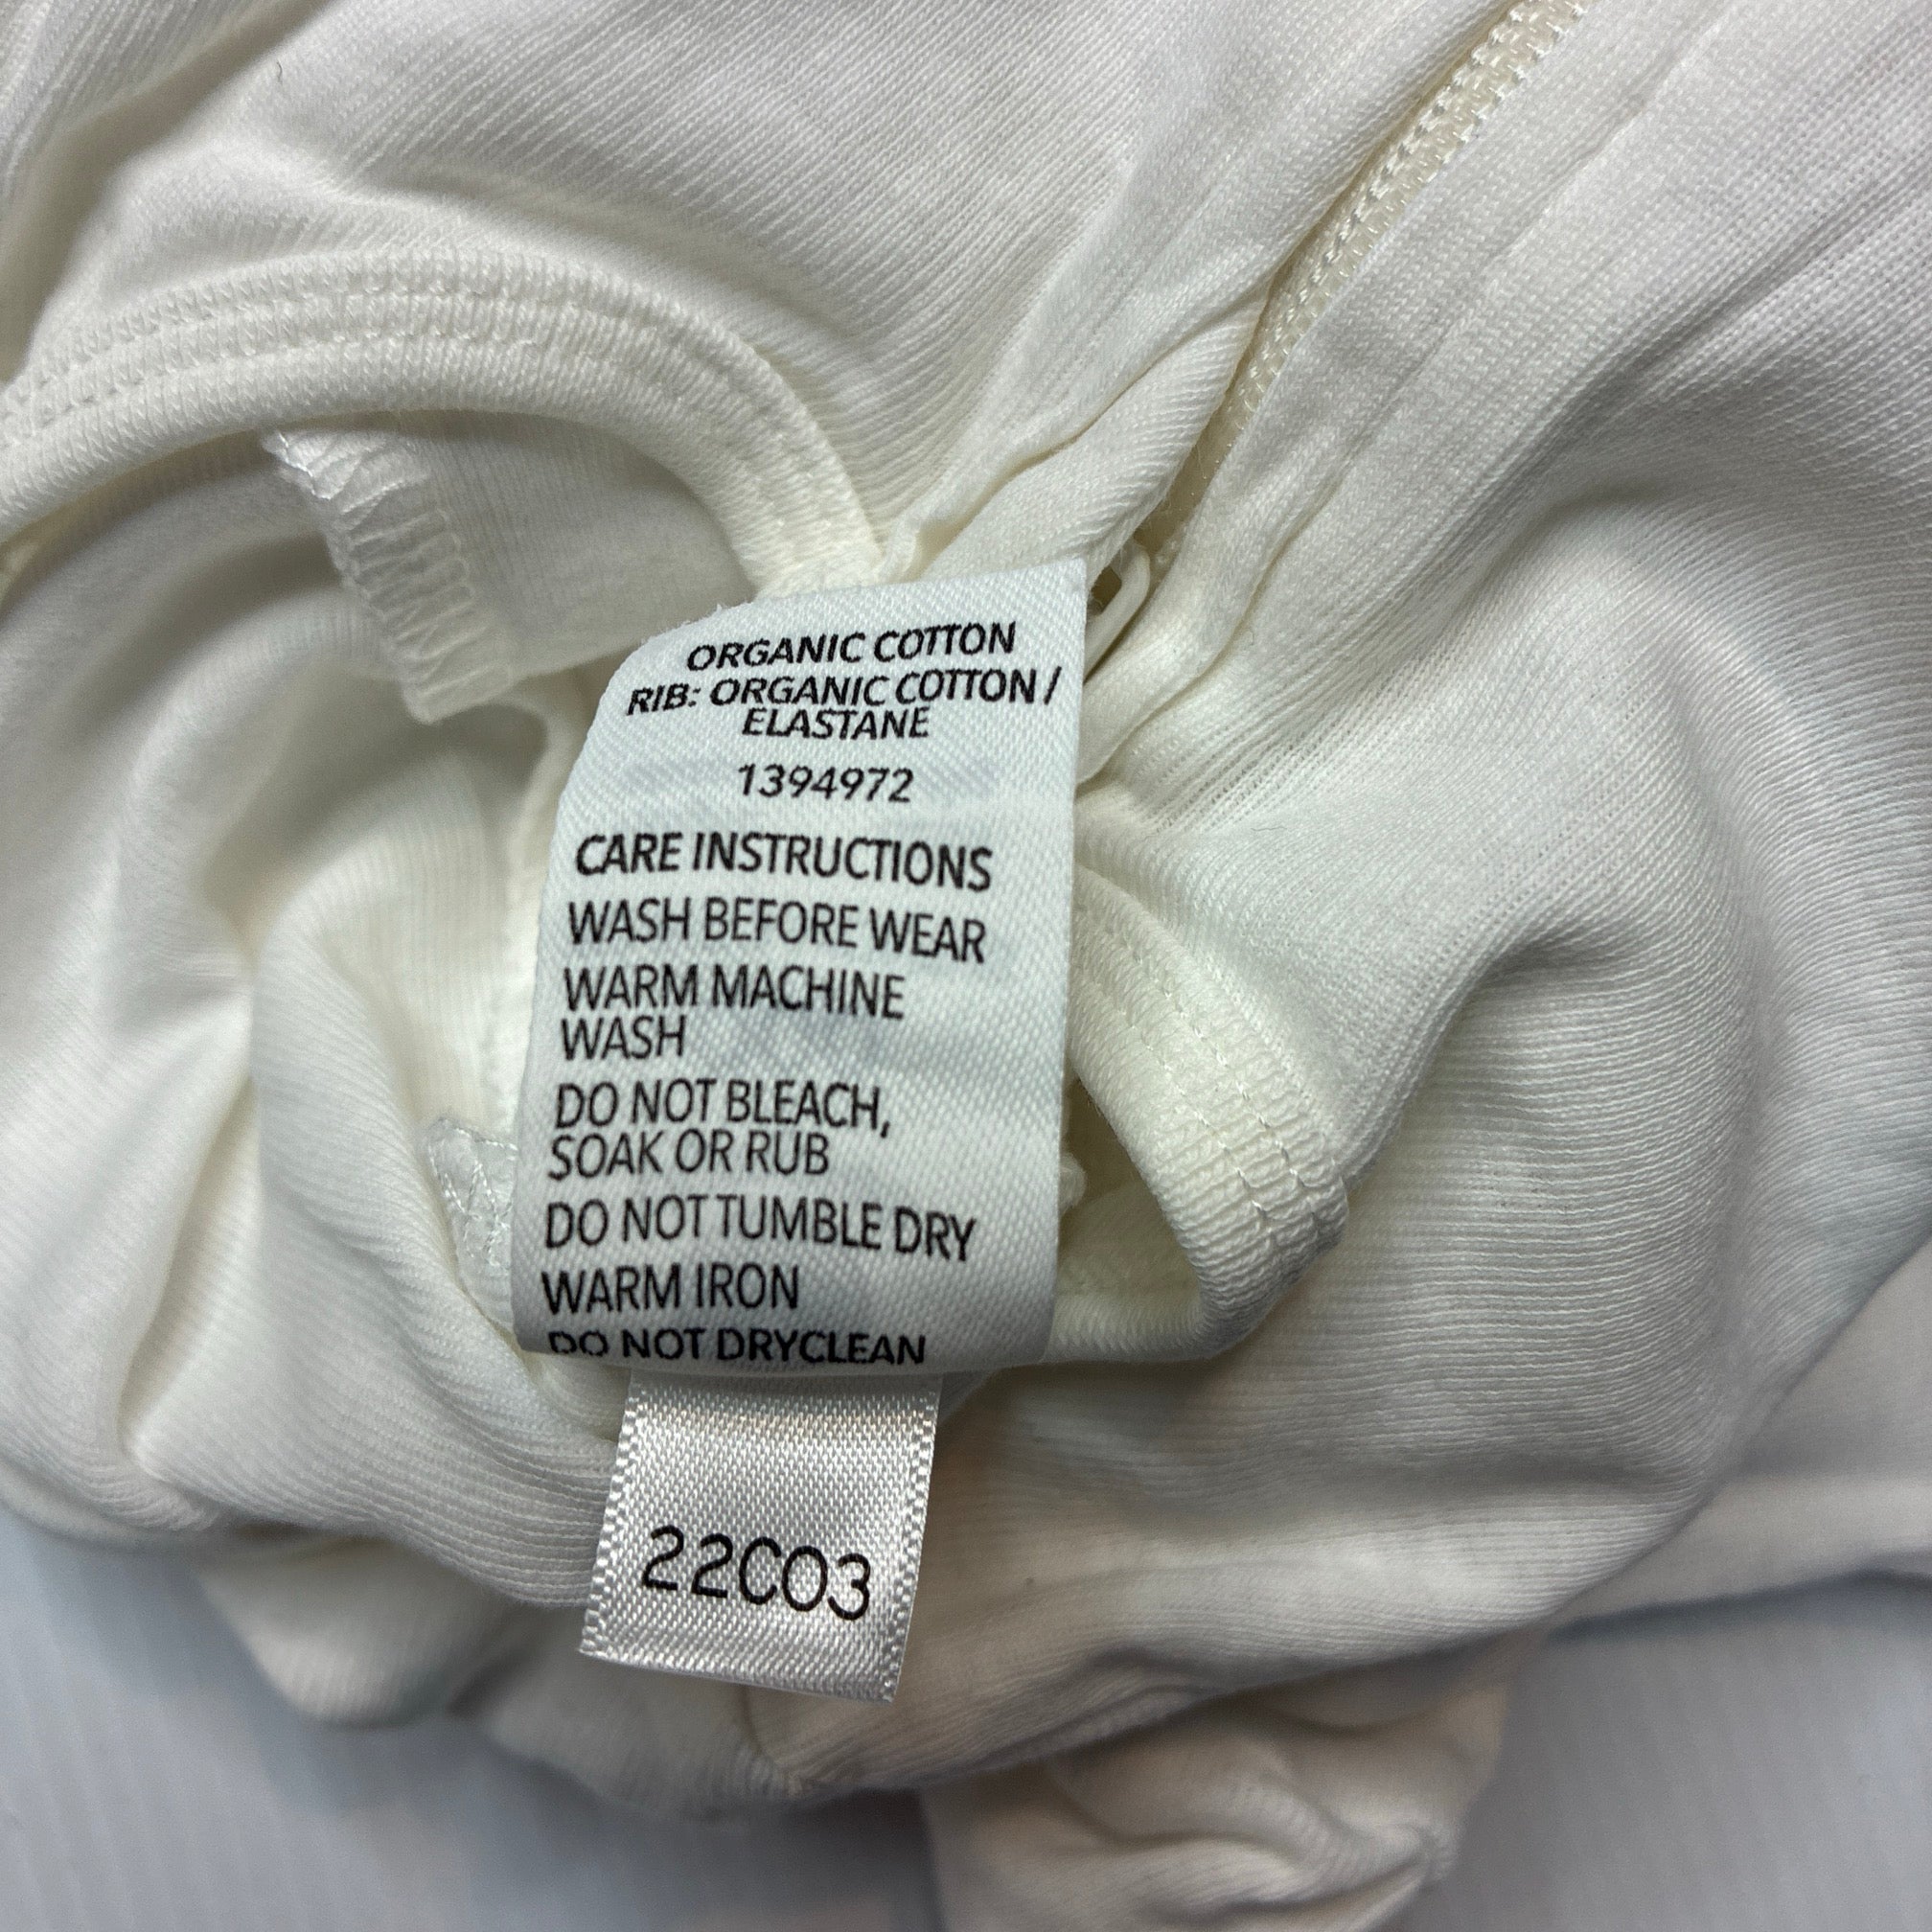 ORGANIC COTTON
RIB: ORGANIC COTTON /
ELASTANE
1394972
CARE INSTRUCTIONS
WASH BEFORE WEAR
WARM MACHINE
WASH
DO NOT BLEACH,
SOAK OR RUB
DO NOT TUMBLE DRY
WARM IRON
DO NOT DRYCLEAN
22C03